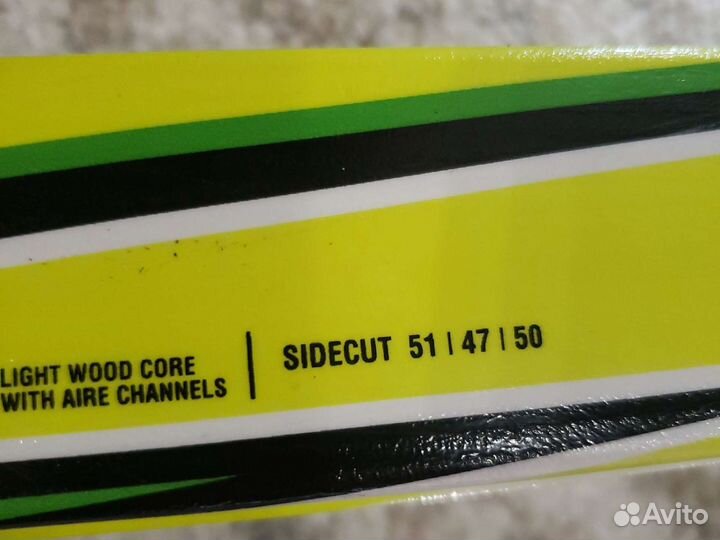 LIGHT WOOD CORE
WITH AIRE CHANNELS
SIDECUT 51 | 47 | 50
Avito